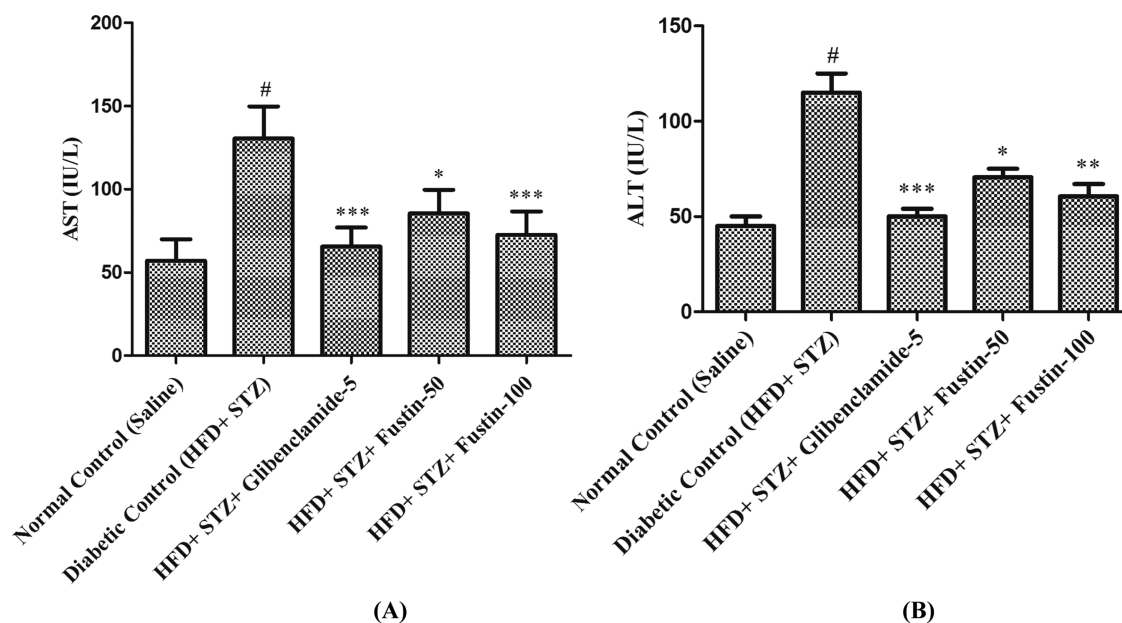 AST (IU/L)
200
150
100
50
0
#
***
*
***
Normal Control (Saline)
Diabetic Control (HFD+ STZ)
HFD+ STZ+ Glibenclamide-5
HFD+ STZ+ Fustin-50
HFD+ STZ+ Fustin-100
(A)
ALT (IU/L)
150
100
50
0
#
***
*
**
Normal Control (Saline)
Diabetic Control (HFD+ STZ)
HFD+ STZ+ Glibenclamide-5
HFD+ STZ+ Fustin-50
HFD+ STZ+ Fustin-100
(B)